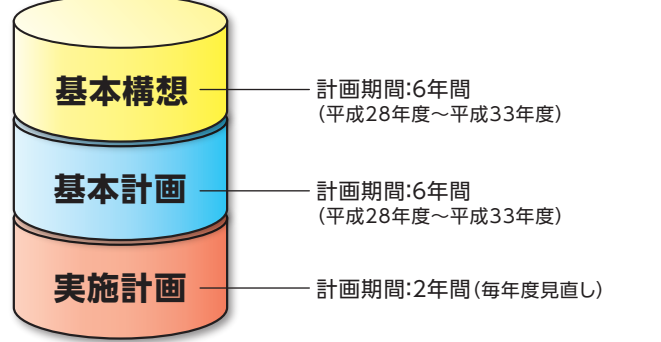 基本構想
計画期間:6年間
(平成28年度～平成33年度)
基本計画
計画期間:6年間
(平成28年度～平成33年度)
実施計画
計画期間:2年間(毎年度見直し)